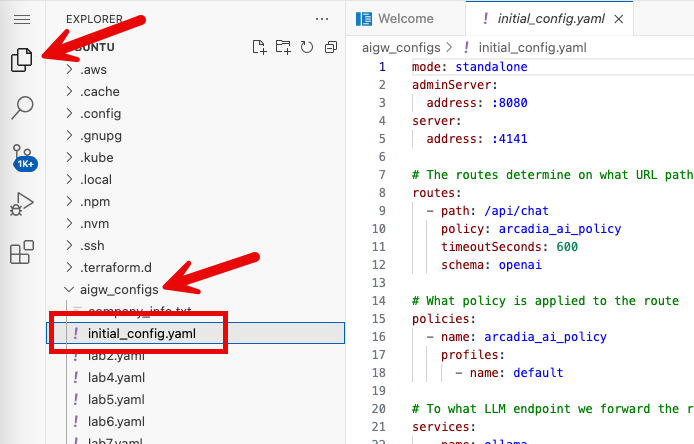 EXPLORER
UBUNTU
.aws
.cache
.config
.gnupg
.kube
.local
.npm
.nvm
.ssh
.terraform.d
aigw_configs
company_info.txt
! initial_config.yaml
! lab2.yaml
! lab4.yaml
! lab5.yaml
! lab6.yaml
! lab7.yaml
1K+
Welcome
! initial_config.yaml
aigw_configs > ! initial_config.yaml
1 mode: standalone
2 adminServer:
3 address: :8080
4 server:
5 address: :4141
6
7 # The routes determine on what URL path
8 routes:
9 - path: /api/chat
10 policy: arcadia_ai_policy
11 timeoutSeconds: 600
12 schema: openai
13
14 # What policy is applied to the route
15 policies:
16 - name: arcadia_ai_policy
17 profiles:
18 - name: default
19
20 # To what LLM endpoint we forward the r
21 services:
22 - name: ollama